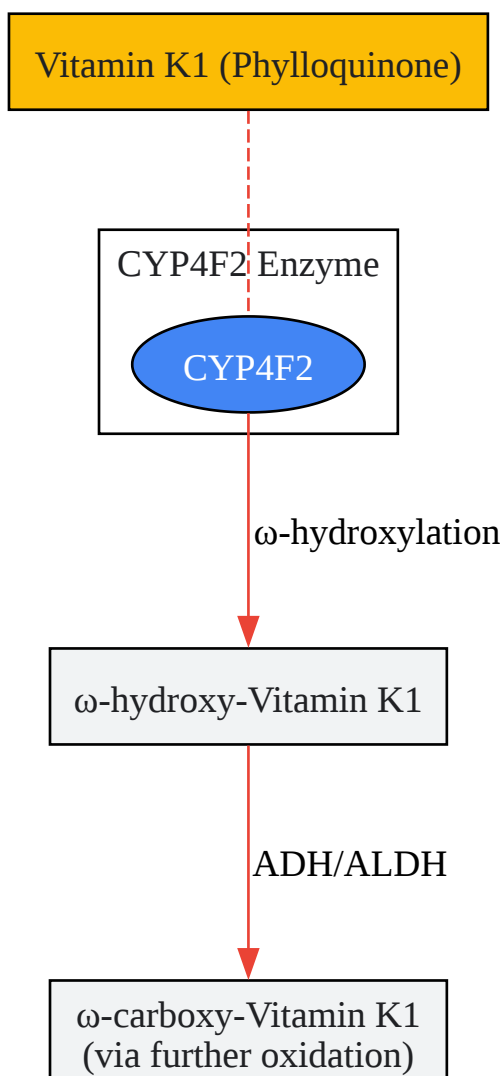 Vitamin K1 (Phylloquinone)
CYP4F2 Enzyme
CYP4F2
ω-hydroxylation
ω-hydroxy-Vitamin K1
ADH/ALDH
ω-carboxy-Vitamin K1
(via further oxidation)